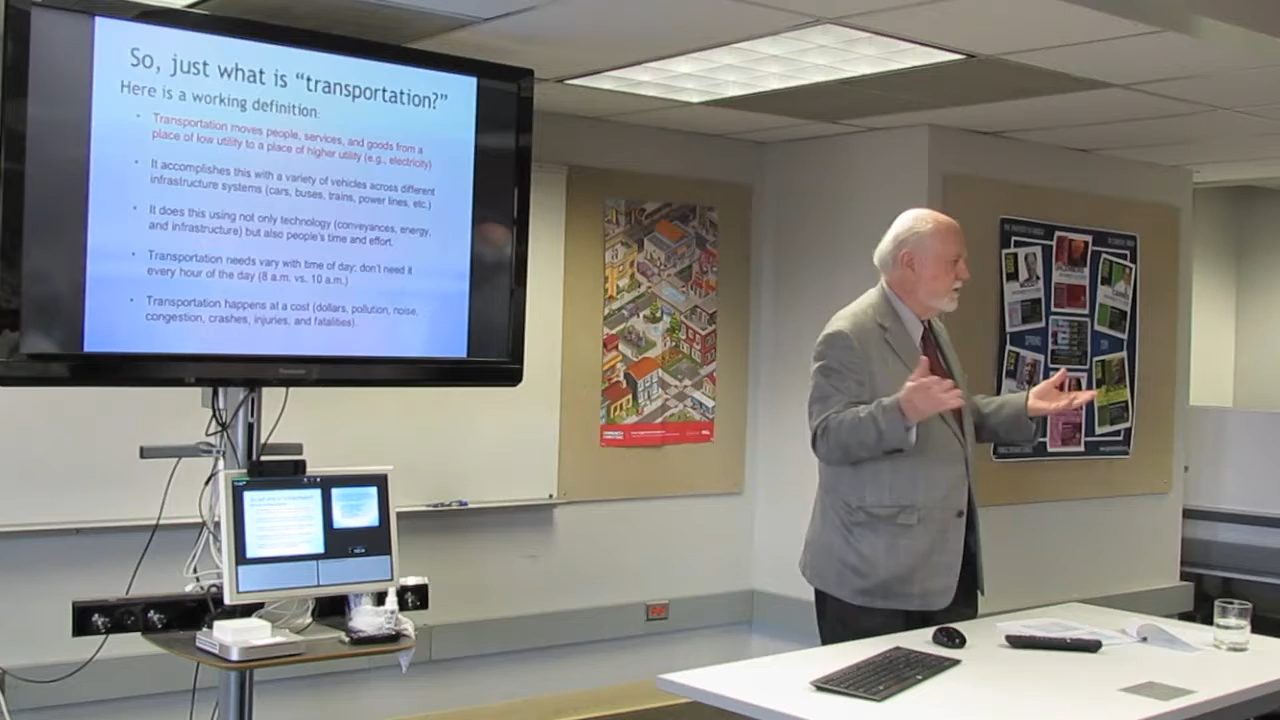 So, just what is “transportation?”
Here is a working definition:
• Transportation moves people, services, and goods from a
place of low utility to a place of higher utility (e.g., electricity)
• It accomplishes this with a variety of vehicles across different
infrastructure systems (cars, buses, trains, power lines, etc.)
• It does this using not only technology (conveyances, energy,
and infrastructure) but also people's time and effort.
• Transportation needs vary with time of day: don't need it
every hour of the day (8 a.m. vs. 10 a.m.)
• Transportation happens at a cost (dollars, pollution, noise,
congestion, crashes, injuries, and fatalities).
Panasonic
SPRING